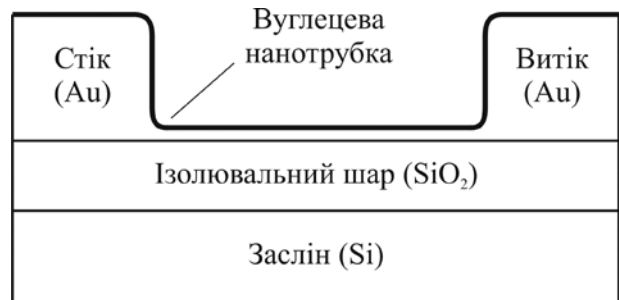 Вуглецева
нанотрубка
Стік
(Au)
Витік
(Au)
Ізолювальний шар (SiO₂)
Заслін (Si)